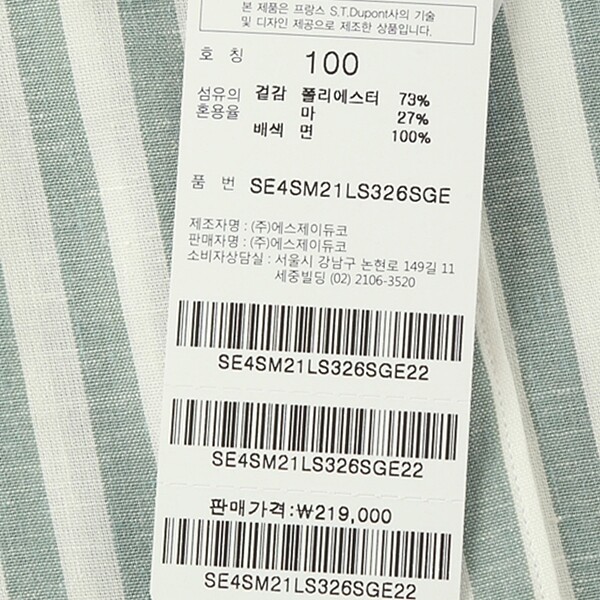 본 제품은 프랑스 S.T.Dupont사의 기술
및 디자인 제공으로 제조한 상품입니다.
호 칭 100
섬유의 겉감 폴리에스터 73%
혼용율 마 27%
배색 면 100%
품 번 SE4SM21LS326SGE
제조자명 : (주)에스제이듀코
판매자명 : (주)에스제이듀코
소비자상담실 : 서울시 강남구 논현로 149길 11
세중빌딩 (02) 2106-3520
SE4SM21LS326SGE22
SE4SM21LS326SGE22
판매가격:₩219,000
SE4SM21LS326SGE22